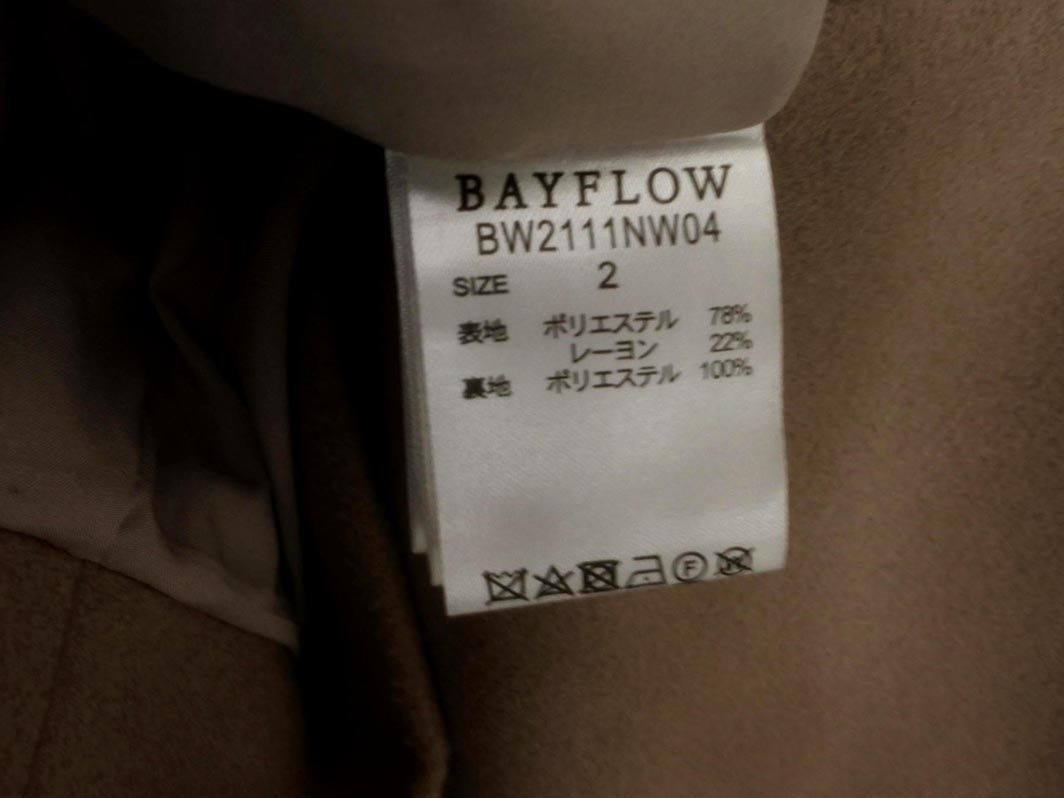 BAYFLOW
BW2111NW04
SIZE 2
表地 ポリエステル 78%
レーヨン 22%
裏地 ポリエステル 100%
F
W